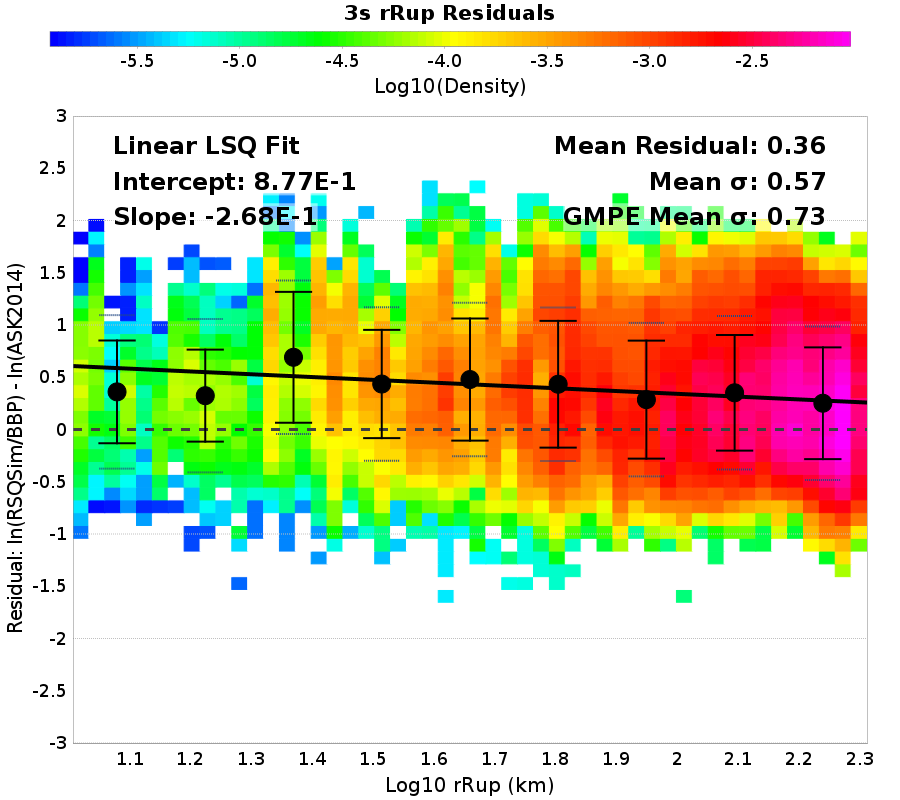 3s rRup Residuals
-5.5 -5.0 -4.5 -4.0 -3.5 -3.0 -2.5
Log10(Density)
Linear LSQ Fit
Intercept: 8.77E-1
Slope: -2.68E-1
Mean Residual: 0.36
Mean σ: 0.57
GMPE Mean σ: 0.73
Residual: ln(RSQSim/BBP) - ln(ASK2014)
3
2.5
2
1.5
1
0.5
0
-0.5
-1
-1.5
-2
-2.5
-3
1.1 1.2 1.3 1.4 1.5 1.6 1.7 1.8 1.9 2 2.1 2.2 2.3
Log10 rRup (km)